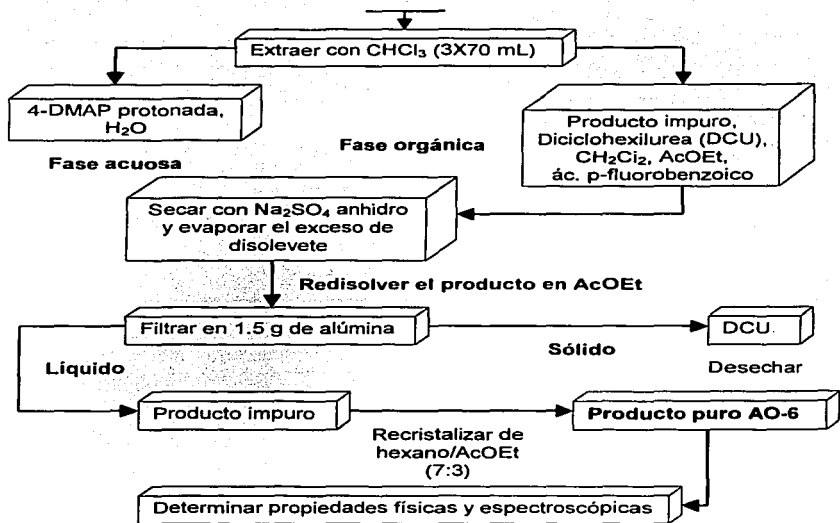 Extraer con CHCl₃ (3X70 mL)
4-DMAP protonada,
H₂O
Fase acuosa
Fase orgánica
Producto impuro,
Diciclohexilurea (DCU),
CH₂Cl₂, AcOEt,
ác. p-fluorobenzoico
Secar con Na₂SO₄ anhidro
y evaporar el exceso de
disolevete
Redisolver el producto en AcOEt
Filtrar en 1.5 g de alúmina
Líquido
Sólido
DCU
Desechar
Producto impuro
Recristalizar de
hexano/AcOEt
(7:3)
Producto puro AO-6
Determinar propiedades físicas y espectroscópicas